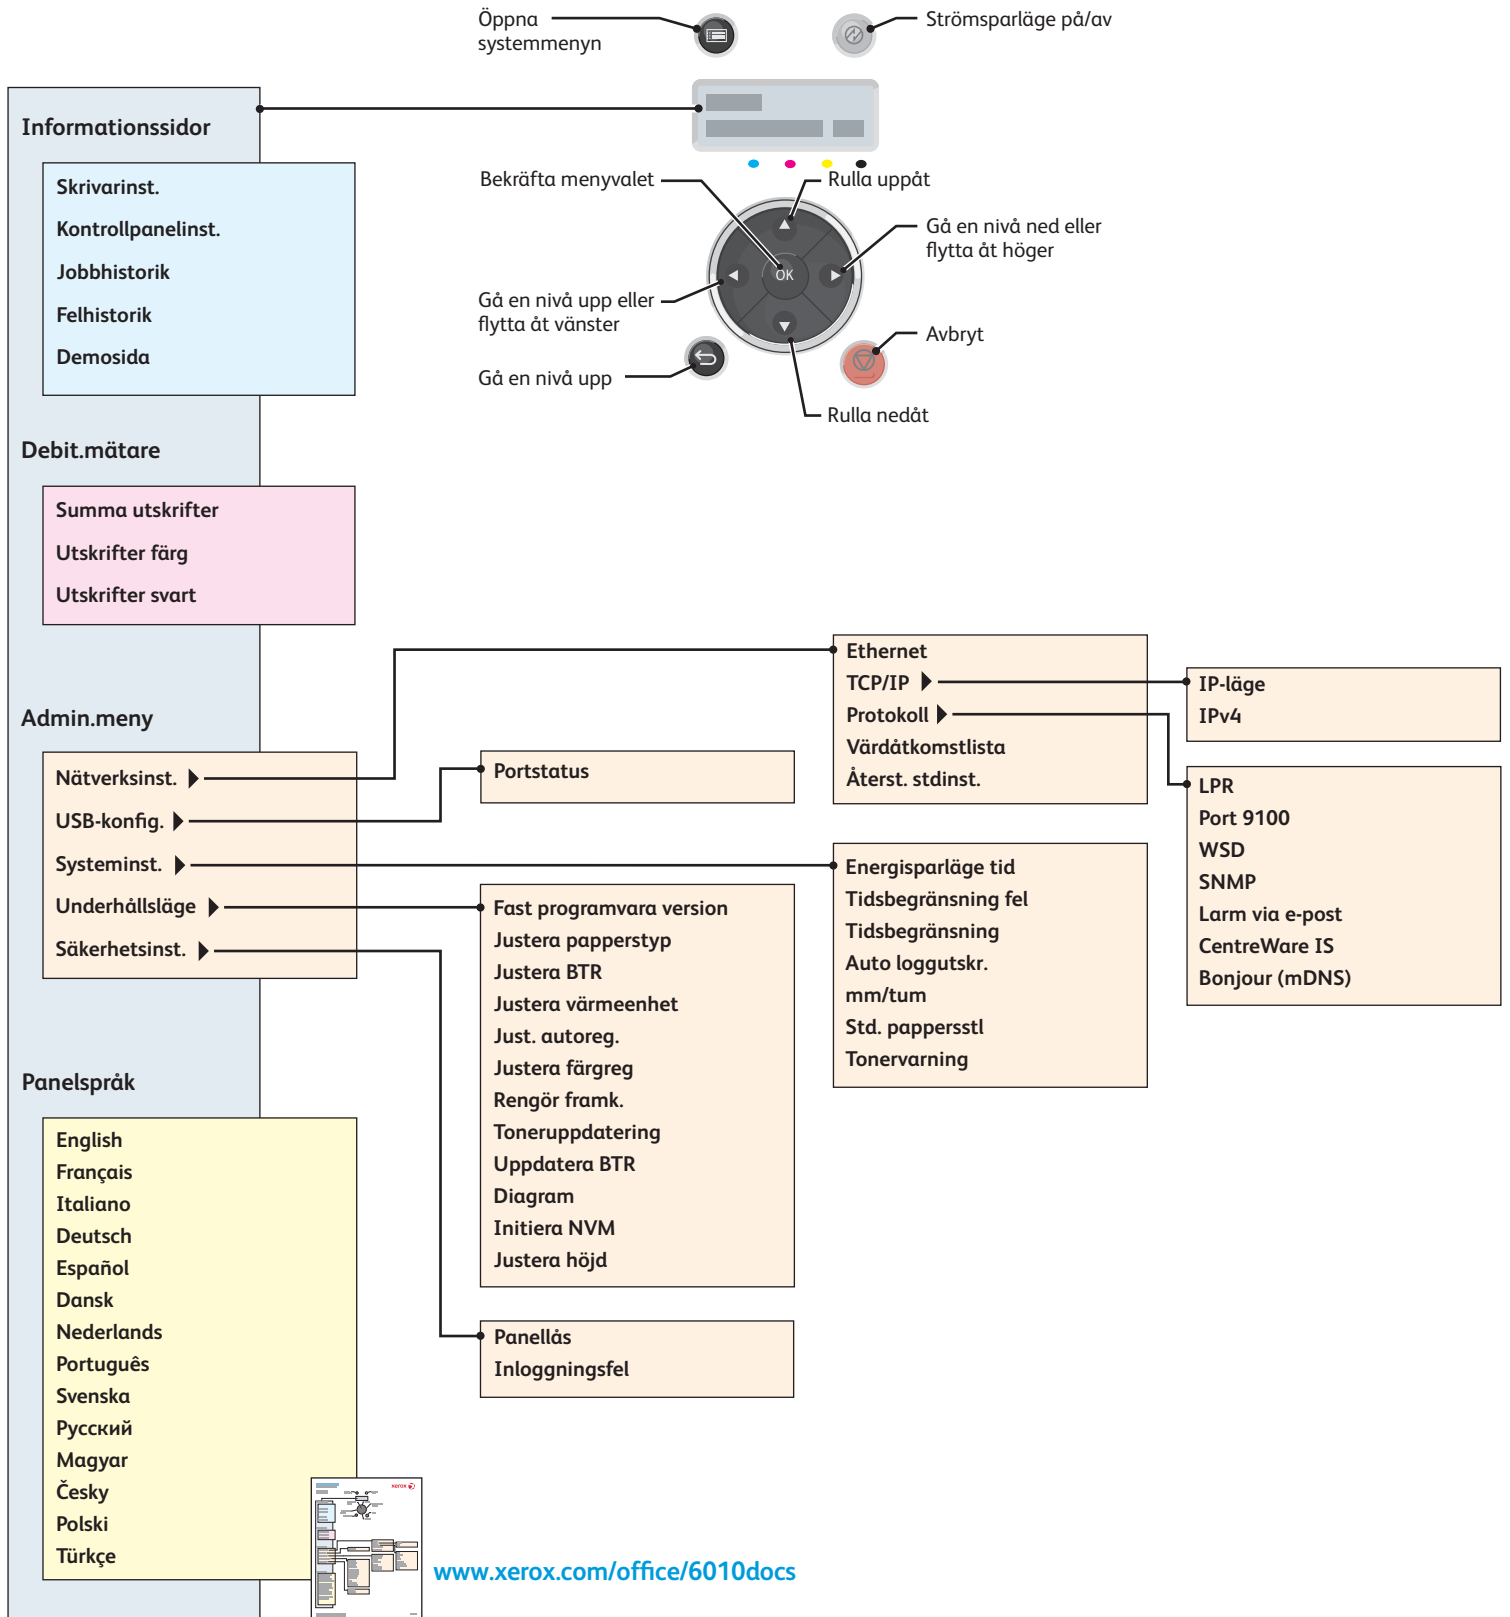 Öppna
systemmenyn
Strömsparläge på/av
Bekräfta menyvalet
Rulla uppåt
Gå en nivå ned eller
flytta åt höger
OK
Gå en nivå upp eller
flytta åt vänster
Avbryt
Gå en nivå upp
Rulla nedåt
Informationssidor
Skrivarinst.
Kontrollpanelinst.
Jobbhistorik
Felhistorik
Demosida
Debit.mätare
Summa utskrifter
Utskrifter färg
Utskrifter svart
Admin.meny
Nätverksinst.
USB-konfig.
Systeminst.
Underhållsläge
Säkerhetsinst.
Ethernet
TCP/IP
Protokoll
Värdåtkomstlista
Återst. stdinst.
IP-läge
IPv4
LPR
Port 9100
WSD
SNMP
Larm via e-post
CentreWare IS
Bonjour (mDNS)
Portstatus
Energisparläge tid
Tidsbegränsning fel
Tidsbegränsning
Auto loggutskr.
mm/tum
Std. pappersstl
Tonervarning
Fast programvara version
Justera papperstyp
Justera BTR
Justera värmeenhet
Just. autoreg.
Justera färgreg
Rengör framk.
Toneruppdatering
Uppdatera BTR
Diagram
Initiera NVM
Justera höjd
Panellås
Inloggningsfel
Panelspråk
English
Français
Italiano
Deutsch
Español
Dansk
Nederlands
Português
Svenska
Русский
Magyar
Česky
Polski
Türkçe
xerox
www.xerox.com/office/6010docs